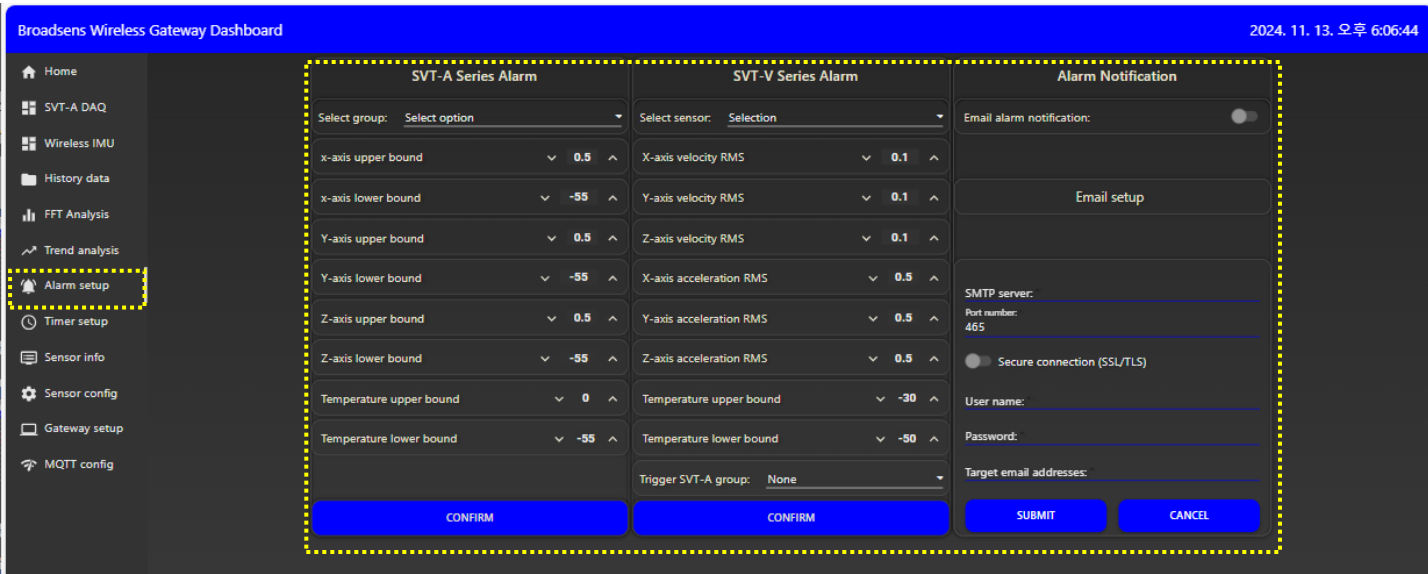 Broadsens Wireless Gateway Dashboard
2024. 11. 13. 오후 6:06:44
Home
SVT-A DAQ
Wireless IMU
History data
FFT Analysis
Trend analysis
Alarm setup
Timer setup
Sensor info
Sensor config
Gateway setup
MQTT config
SVT-A Series Alarm
Select group: Select option
x-axis upper bound 0.5
x-axis lower bound -55
Y-axis upper bound 0.5
Y-axis lower bound -55
Z-axis upper bound 0.5
Z-axis lower bound -55
Temperature upper bound 0
Temperature lower bound -55
CONFIRM
SVT-V Series Alarm
Select sensor: Selection
X-axis velocity RMS 0.1
Y-axis velocity RMS 0.1
Z-axis velocity RMS 0.1
X-axis acceleration RMS 0.5
Y-axis acceleration RMS 0.5
Z-axis acceleration RMS 0.5
Temperature upper bound -30
Temperature lower bound -50
Trigger SVT-A group: None
CONFIRM
Alarm Notification
Email alarm notification:
Email setup
SMTP server: *
Port number:
465
Secure connection (SSL/TLS)
User name: *
Password: *
Target email addresses: *
SUBMIT CANCEL